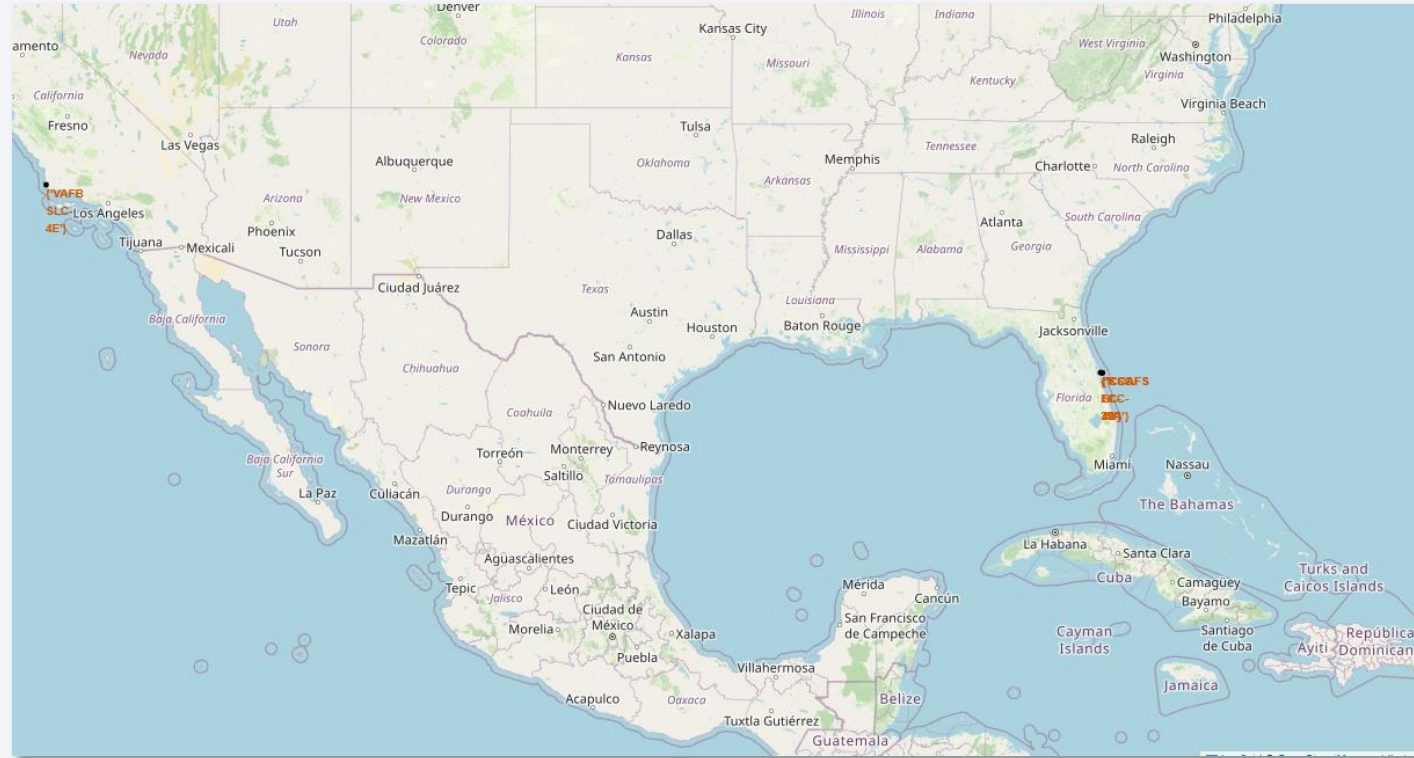 Denver
Utah
Colorado
Kansas City
Illinois
Indiana
Philadelphia
amento
Nevada
Kansas
Missouri
West Virginia
Washington
Virginia
California
Kentucky
Fresno
Las Vegas
Virginia Beach
Tulsa
Raleigh
Albuquerque
Oklahoma
Memphis
Tennessee
Charlotte
North Carolina
Arkansas
('VAFB
SLC
4E')
Los Angeles
Arizona
New Mexico
Phoenix
Tucson
Tijuana
Mexicali
Dallas
Atlanta
South Carolina
Mississippi
Alabama
Georgia
Ciudad Juárez
Texas
Louisiana
Baja California
Austin
Houston
Baton Rouge
Jacksonville
Sonora
San Antonio
Chihuahua
Florida
Nuevo Laredo
Coahuila
Reynosa
Torreón
Monterrey
Saltillo
Tamaulipas
Miami
Nassau
Baja California
Sur
La Paz
Culiacán
Durango
Durango
México
Ciudad Victoria
The Bahamas
Mazatlán
Aguascalientes
La Habana
Santa Clara
Cuba
Camagüey
Bayamo
Turks and
Caicos Islands
Tepic
Jalisco
León
Mérida
Cancún
Ciudad de
México
San Francisco
de Campeche
Morelia
Xalapa
Cayman
Islands
Santiago
de Cuba
República
Dominican
Ayiti
Puebla
Villahermosa
Jamaica
Acapulco
Oaxaca
Belize
Tuxtla Gutiérrez
Guatemala